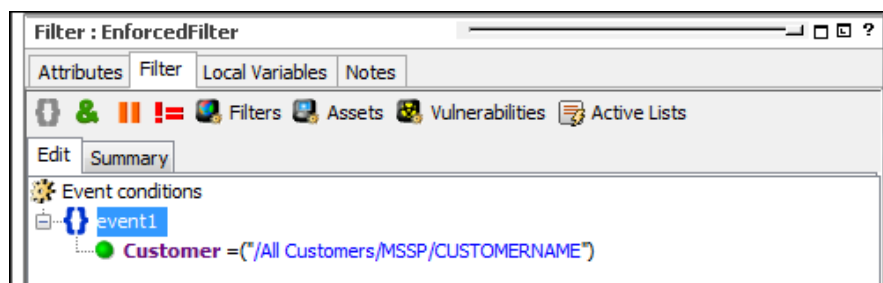 Filter : EnforcedFilter ?
Attributes Filter Local Variables Notes
{} & || != Filters Assets Vulnerabilities Active Lists
Edit Summary
Event conditions
{} event1
Customer =("/All Customers/MSSP/CUSTOMERNAME")